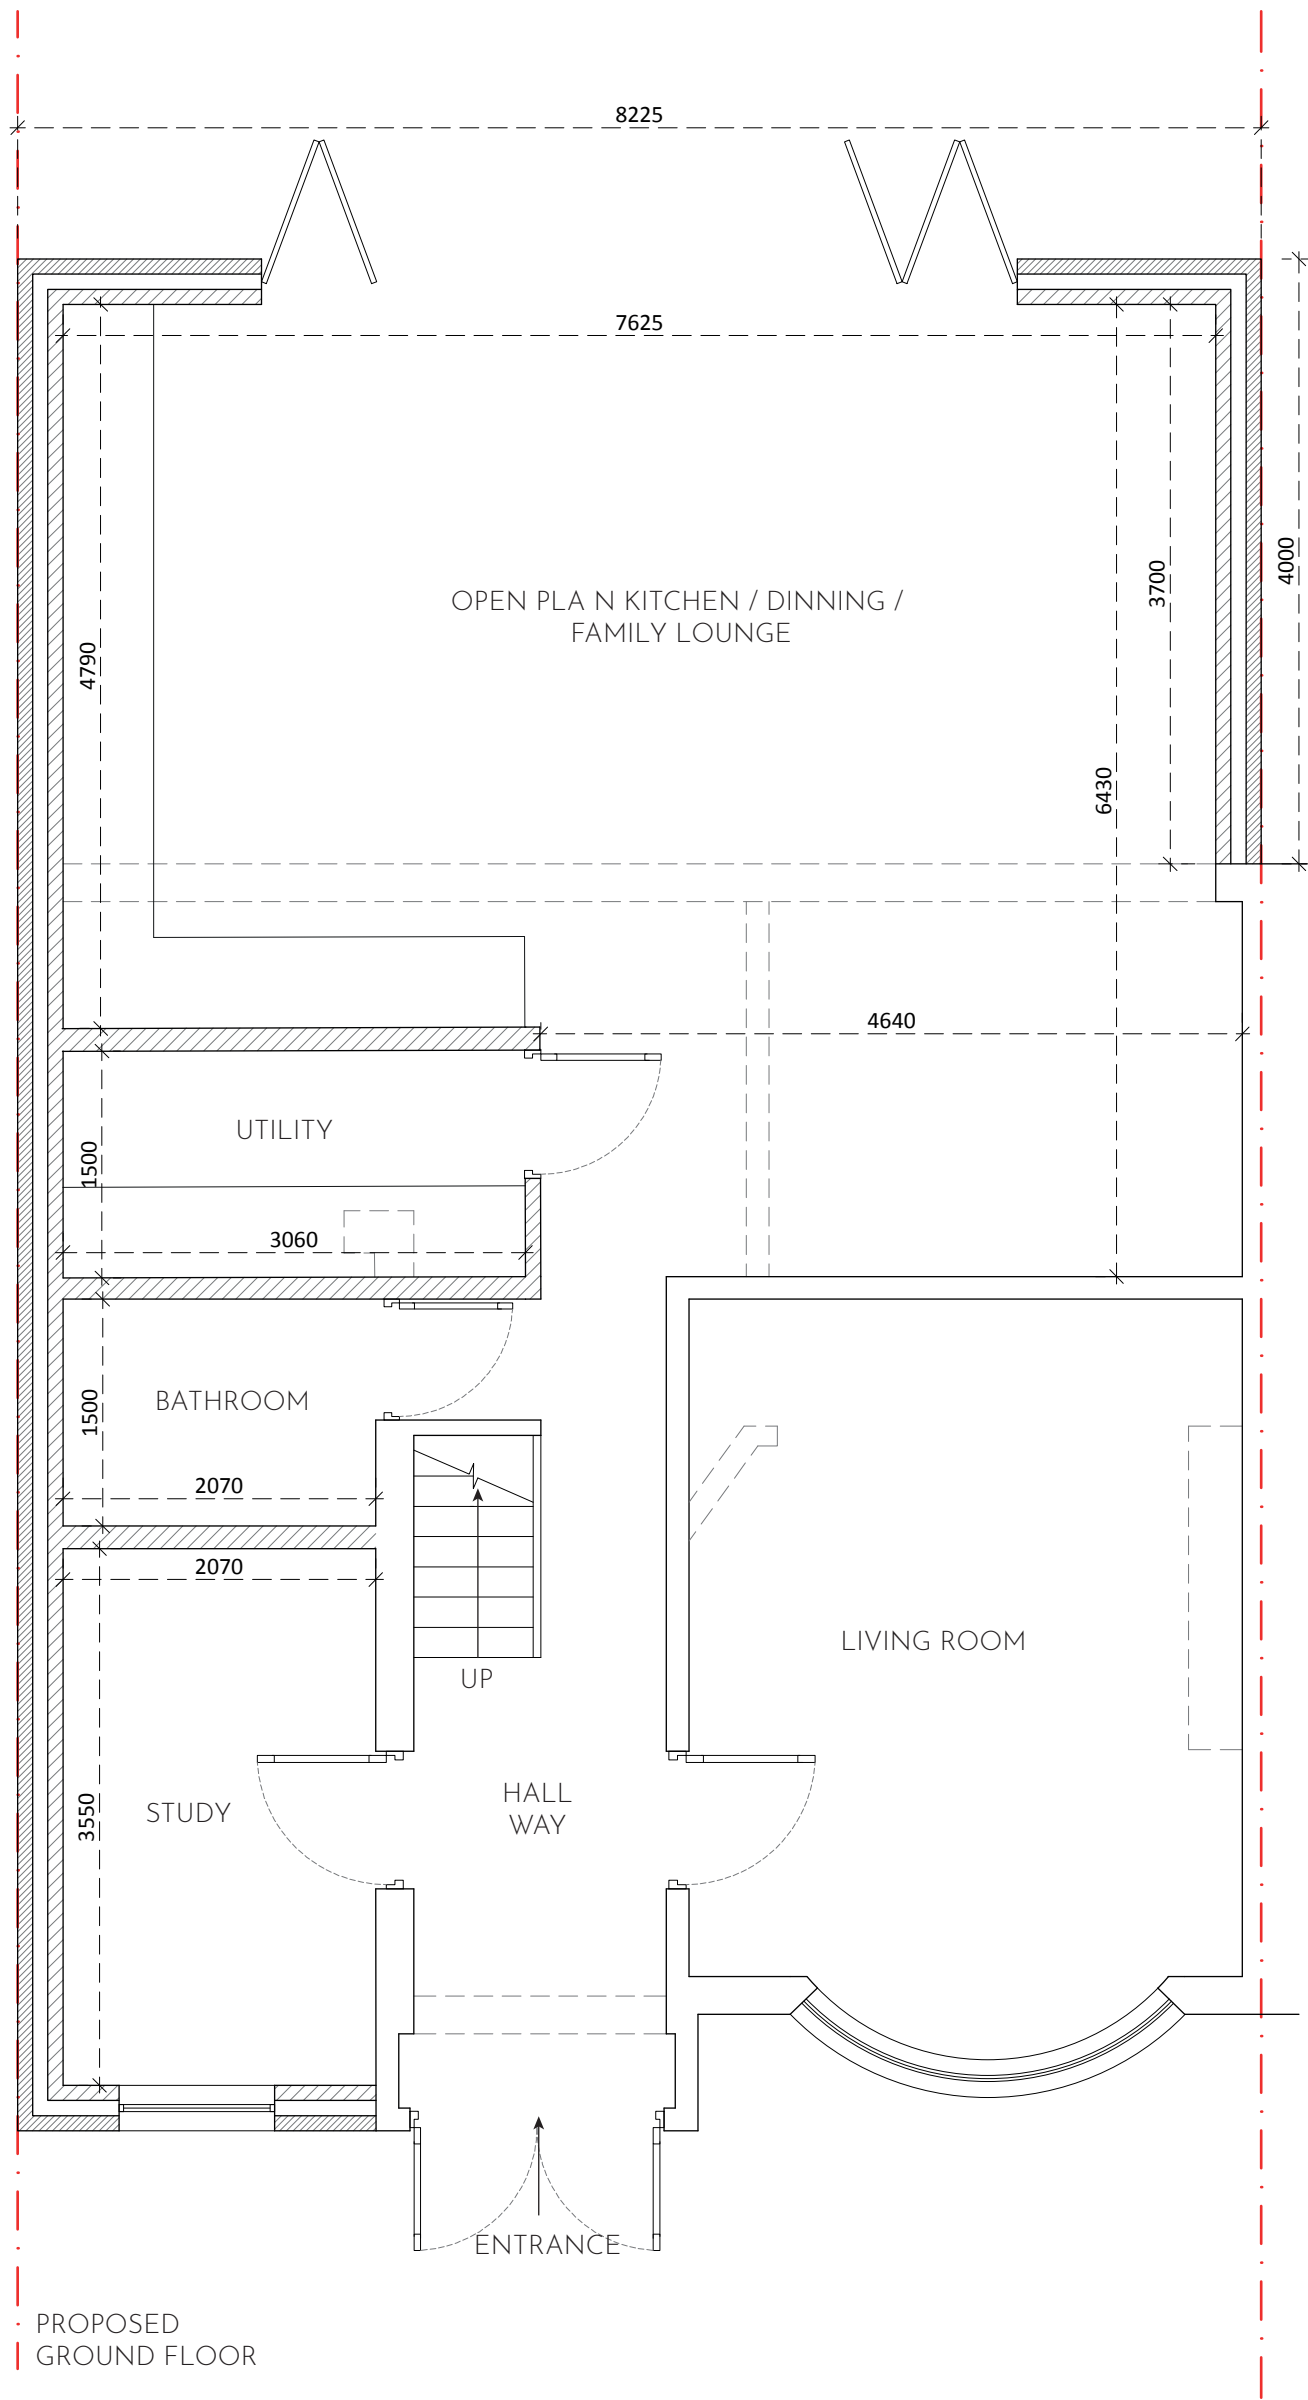 8225
7625
OPEN PLA N KITCHEN / DINNING /
FAMILY LOUNGE
4000
3700
4790
6430
4640
UTILITY
1500
3060
BATHROOM
1500
2070
2070
LIVING ROOM
UP
HALL
WAY
STUDY
3550
ENTRANCE
PROPOSED
GROUND FLOOR